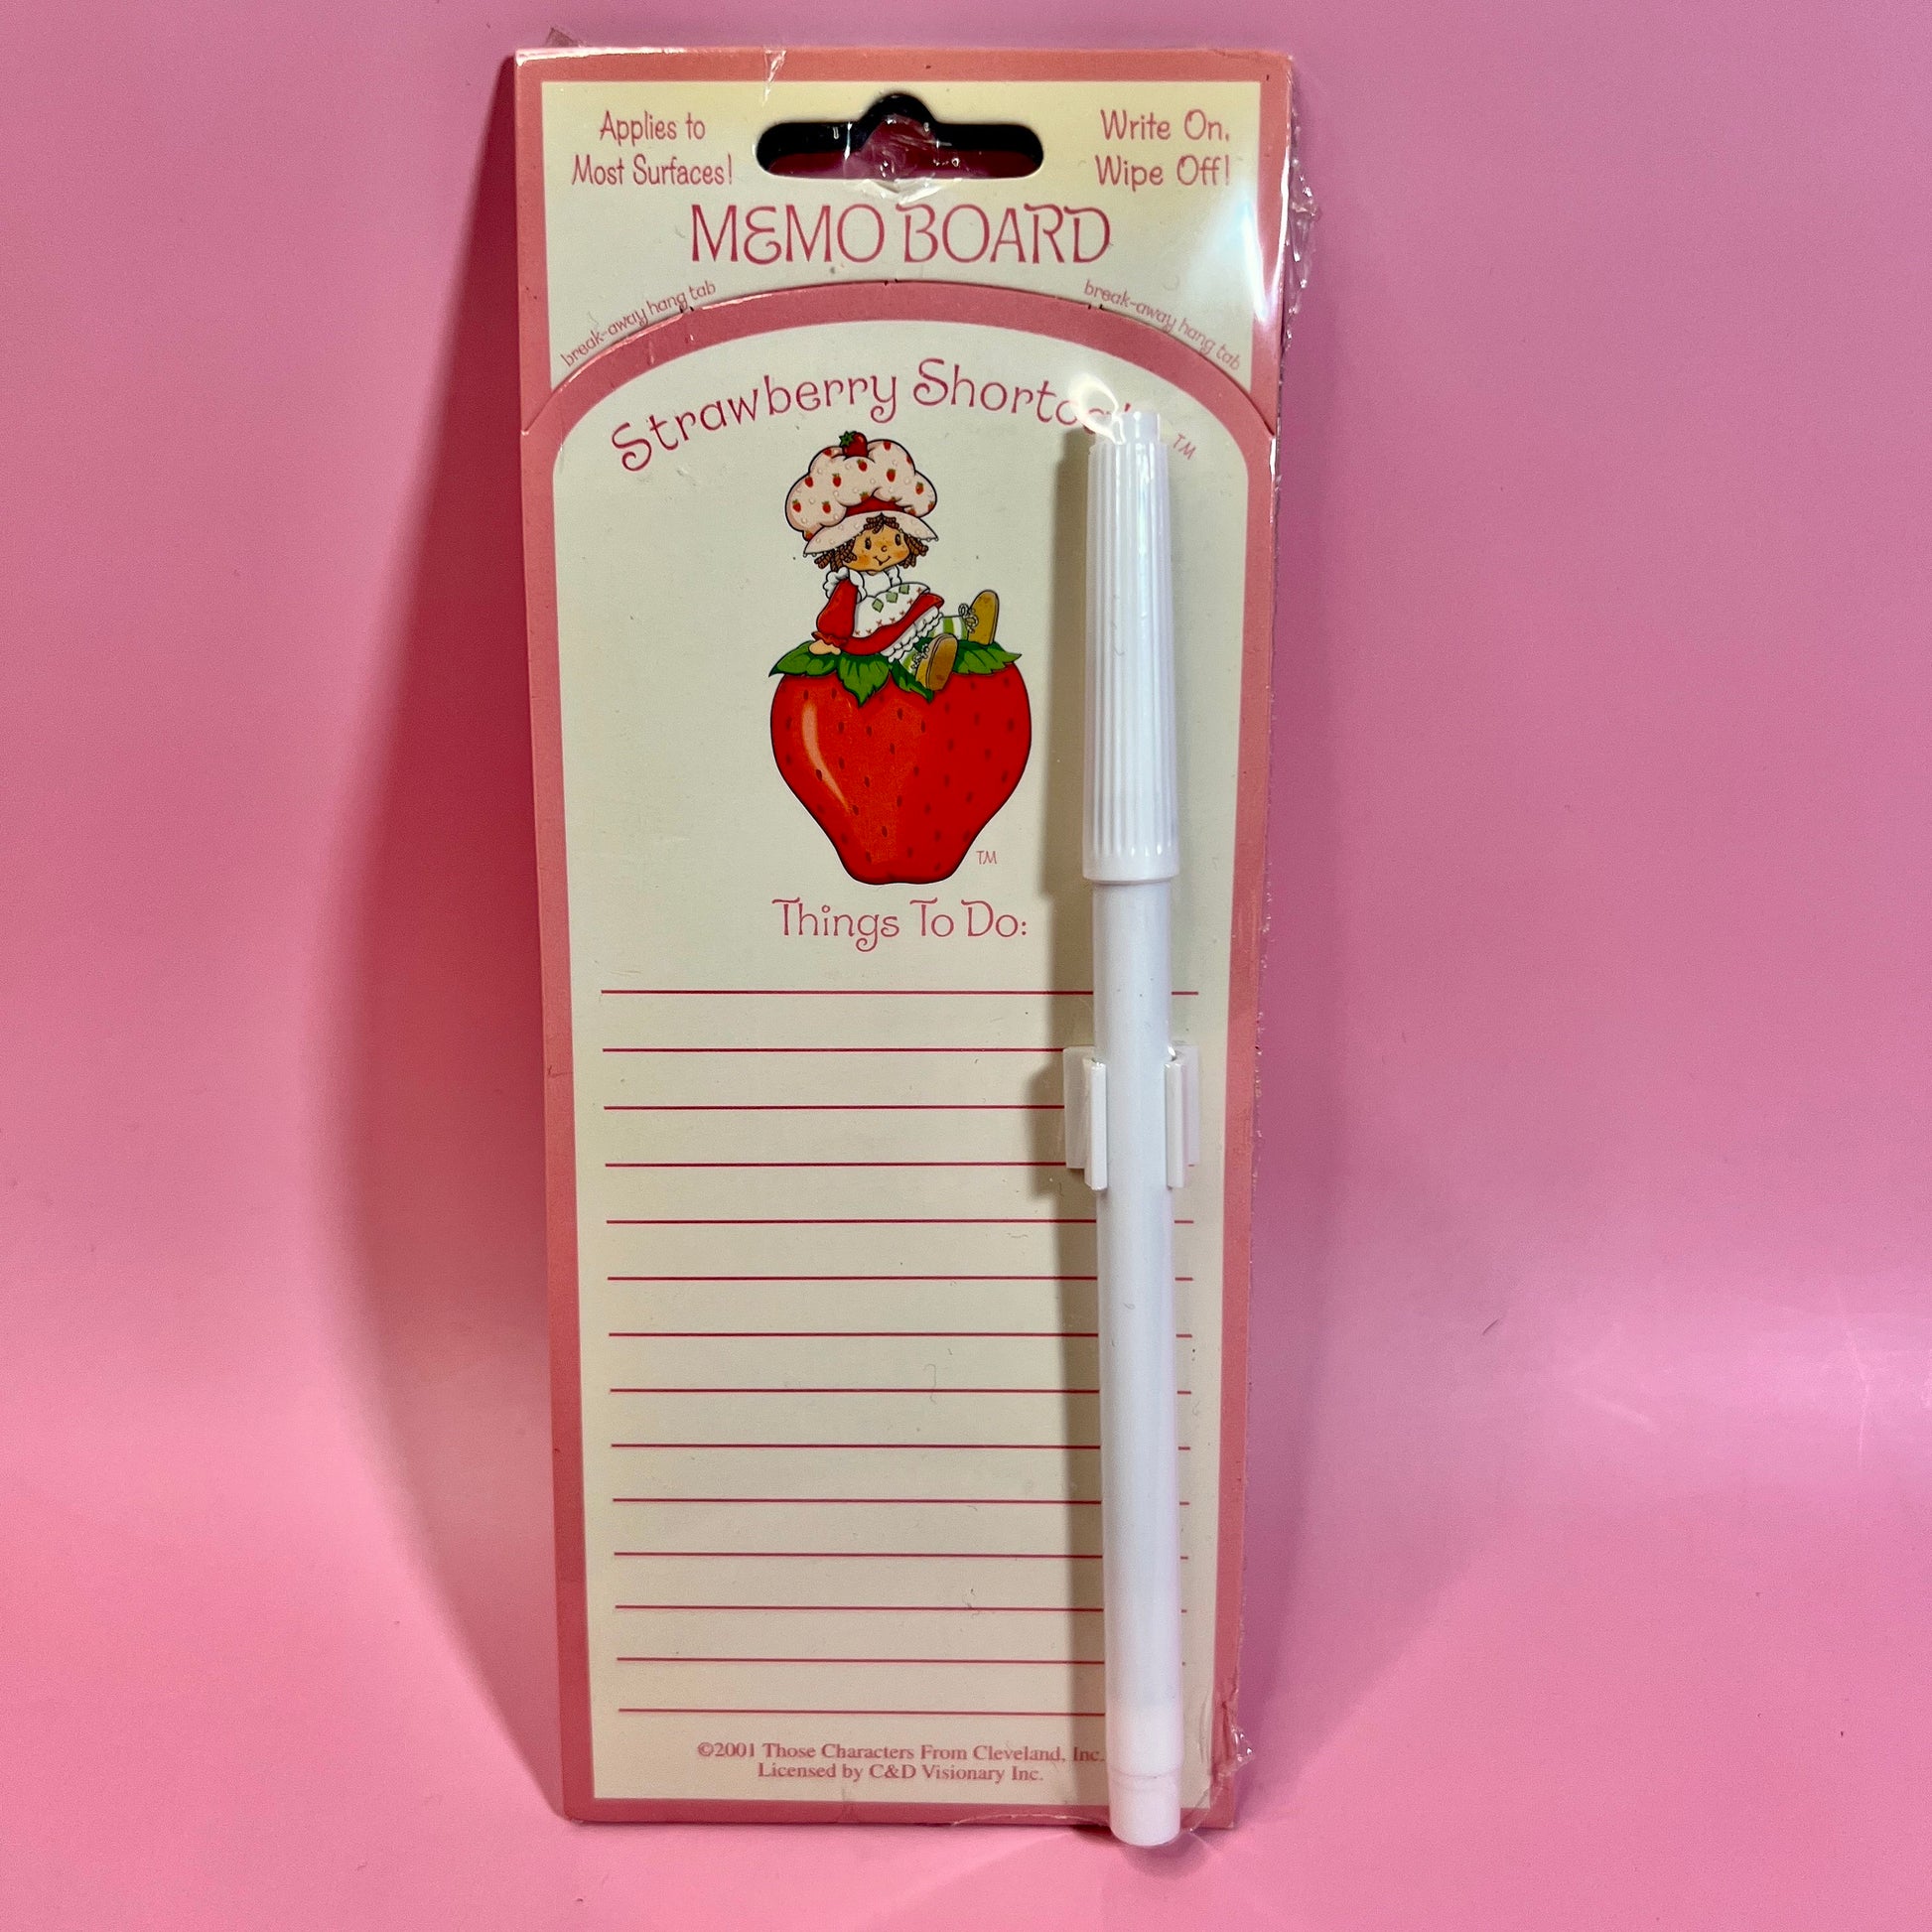 Applies to
Most Surfaces!
Write On,
Wipe Off!
MEMO BOARD
break-away hang tab
break-away hang tab
Strawberry
TM
TM
Things To Do:
©2001 Those Characters From Cleveland, Inc.
Licensed by C&D Visionary Inc.